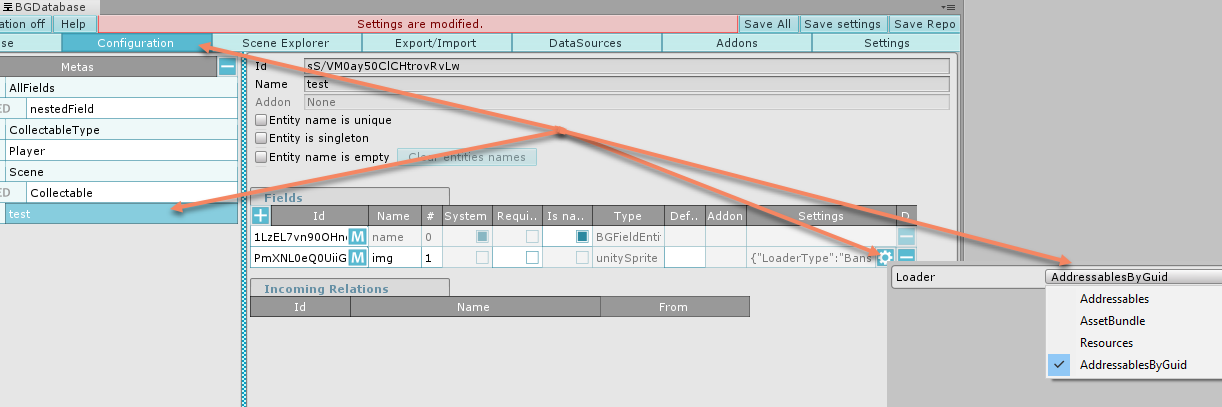 BGDatabase
ation off Help Settings are modified. Save All Save settings Save Repo
se Configuration Scene Explorer Export/Import DataSources Addons Settings
Metas
AllFields
ED nestedField
CollectableType
Player
Scene
ED Collectable
test
Id sS/VM0ay50ClCHtrovRvLw
Name test
Addon None
Entity name is unique
Entity is singleton
Entity name is empty Clear entities names
Fields
Id Name # System Requi.. Is na.. Type Def.. Addon Settings D
1LzEL7vn90OHn M name 0 BGFieldEnti
PmXNL0eQ0UiiG M img 1 unitySprite {"LoaderType":"Bans
Incoming Relations
Id Name From
Loader AddressablesByGuid
Addressables
AssetBundle
Resources
AddressablesByGuid